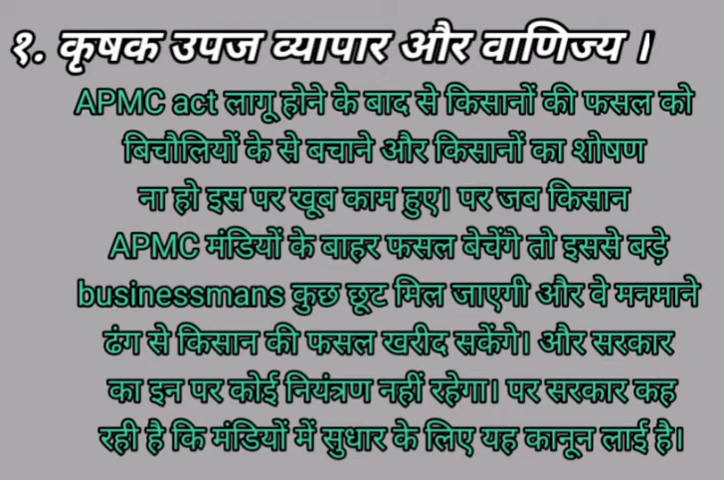 १. कृषक उपज व्यापार और वाणिज्य ।
APMC act लागू होने के बाद से किसानों की फसल को
बिचौलियों के से बचाने और किसानों का शोषण
ना हो इस पर खूब काम हुए। पर जब किसान
APMC मंडियों के बाहर फसल बेचेंगे तो इससे बड़े
businessmans कुछ छूट मिल जाएगी और वे मनमाने
ढंग से किसान की फसल खरीद सकेंगे। और सरकार
का इन पर कोई नियंत्रण नहीं रहेगा। पर सरकार कह
रही है कि मंडियों में सुधार के लिए यह कानून लाई है।